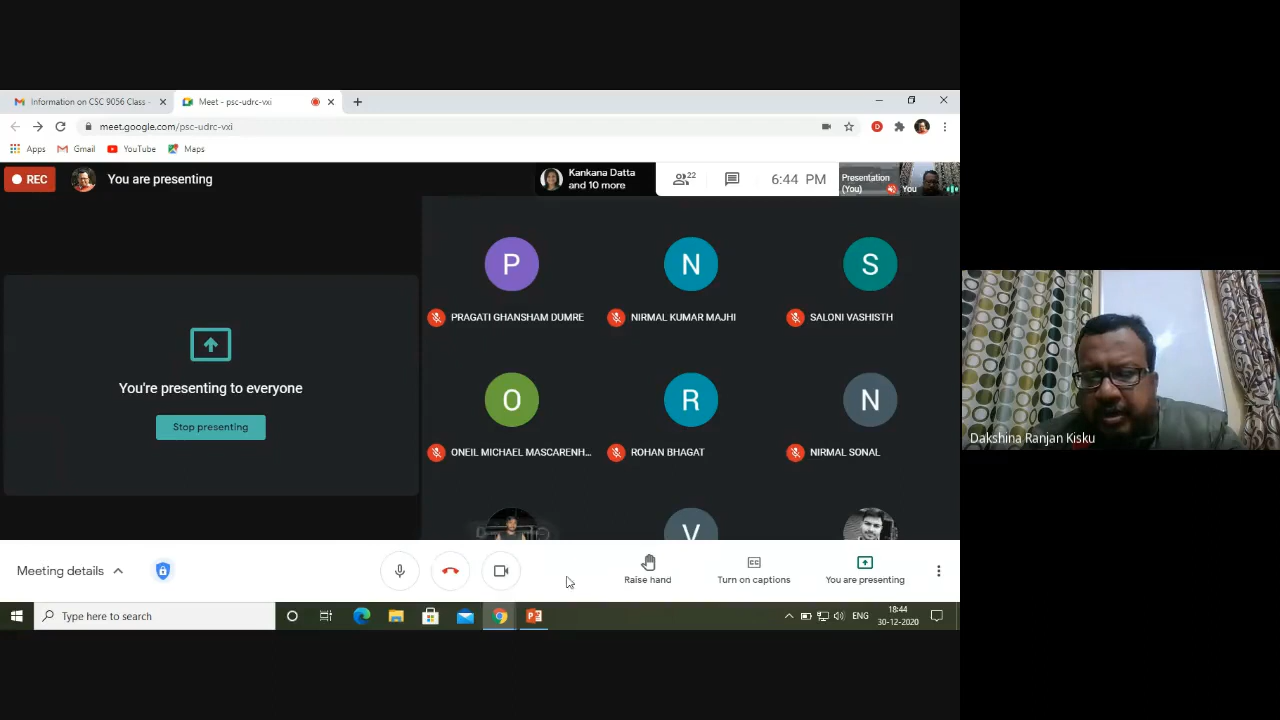 Information on CSC 9056 Class -
Meet - psc-udrc-vxi
meet.google.com/psc-udrc-vxi
D
Apps
Gmail
YouTube
Maps
REC
You are presenting
Kankana Datta
and 10 more
22
6:44 PM
Presentation
(You)
You
P
N
S
PRAGATI GHANSHAM DUMRE
NIRMAL KUMAR MAJHI
SALONI VASHISTH
You're presenting to everyone
Stop presenting
O
R
N
ONEIL MICHAEL MASCARENH...
ROHAN BHAGAT
NIRMAL SONAL
V
Dakshina Ranjan Kisku
Meeting details
Raise hand
CC
Turn on captions
You are presenting
Type here to search
ENG
18:44
30-12-2020